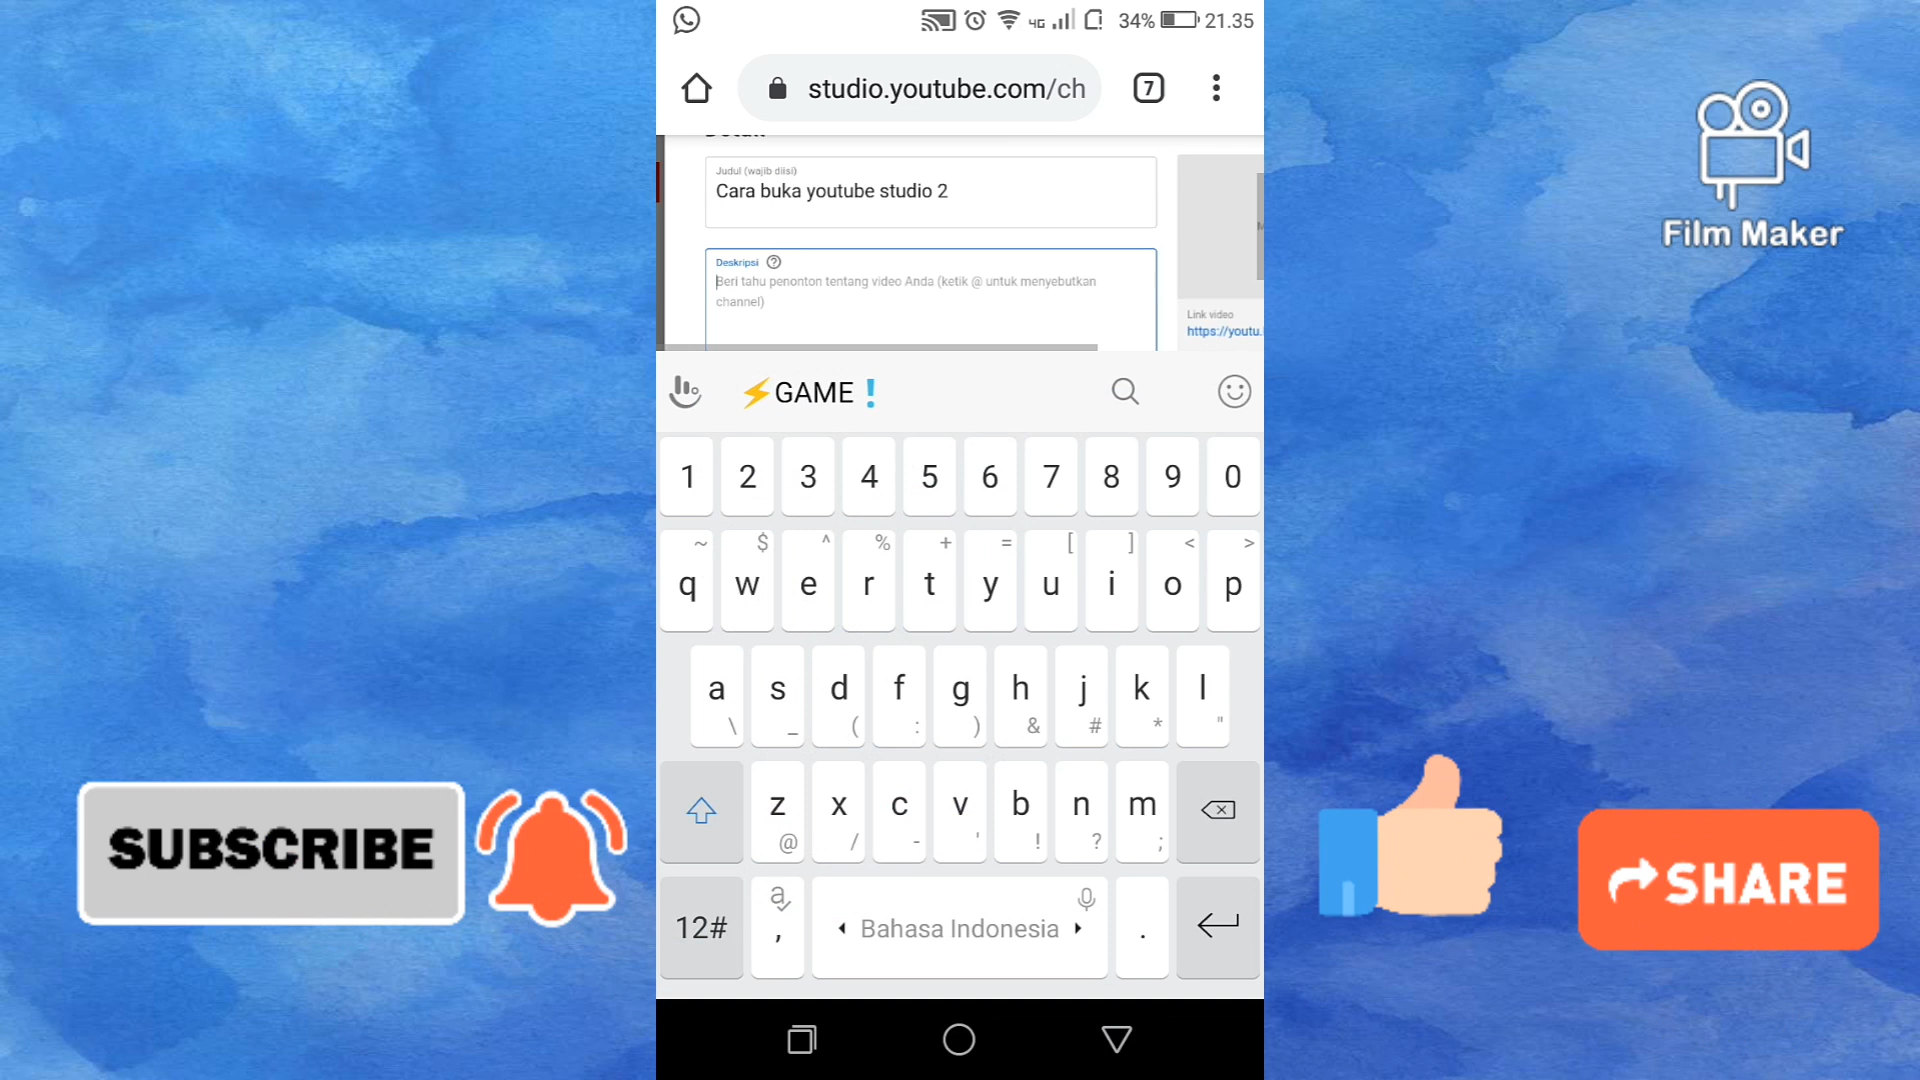 4G
34%
21.35
studio.youtube.com/ch
7
Judul (wajib diisi)
Cara buka youtube studio 2
Deskripsi ?
Beri tahu penonton tentang video Anda (ketik @ untuk menyebutkan
channel)
Link video
https://youtu.
⚡GAME❗
1 2 3 4 5 6 7 8 9 0
~ $ ^ % + = [ ] < >
q w e r t y u i o p
a s d f g h j k l
\ _ ( : ) & # * "
z x c v b n m
@ / - ' ! ? ;
12# , Bahasa Indonesia .
a
Film Maker
SUBSCRIBE
SHARE